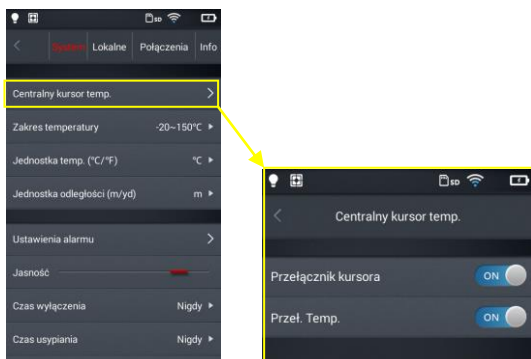 SD
System Lokalne Połączenia Info
Centralny kursor temp.
Zakres temperatury -20~150°C
Jednostka temp. (°C/°F) °C
Jednostka odległości (m/yd) m
Ustawienia alarmu
Jasność
Czas wyłączenia Nigdy
Czas usypiania Nigdy
SD
Centralny kursor temp.
Przełącznik kursora ON
Przeł. Temp. ON